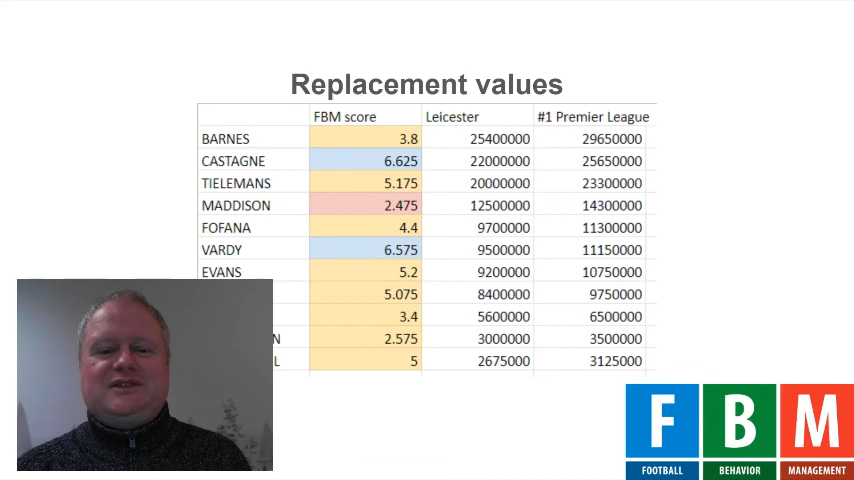 Replacement values
FBM score Leicester #1 Premier League
BARNES 3.8 25400000 29650000
CASTAGNE 6.625 22000000 25650000
TIELEMANS 5.175 20000000 23300000
MADDISON 2.475 12500000 14300000
FOFANA 4.4 9700000 11300000
VARDY 6.575 9500000 11150000
EVANS 5.2 9200000 10750000
5.075 8400000 9750000
3.4 5600000 6500000
N 2.575 3000000 3500000
L 5 2675000 3125000
F B M
FOOTBALL BEHAVIOR MANAGEMENT